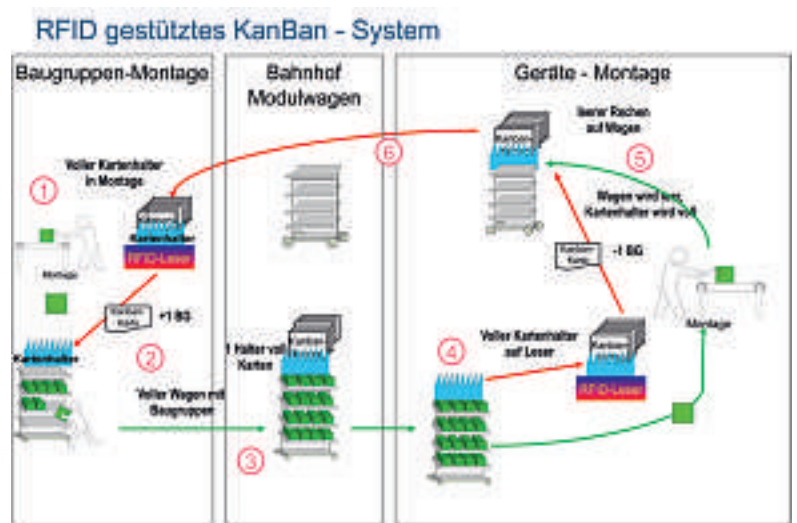 RFID gestütztes KanBan - System
Baugruppen-Montage
Bahnhof
Modulwagen
Geräte - Montage
1
Voller Kartenhalter
in Montage
Kartenhalter
RFID-Leser
Montage
+1 BG
Kartenhalter
2
Voller Wagen mit
Baugruppen
1 Halter voll
Karten
Kanban
3
6
leerer Rechen
auf Wagen
Kanban
5
Wagen wird leer
Kartenhalter wird voll
-1 BG
Montage
4
Voller Kartenhalter
auf Leser
Kanban
RFID-Leser